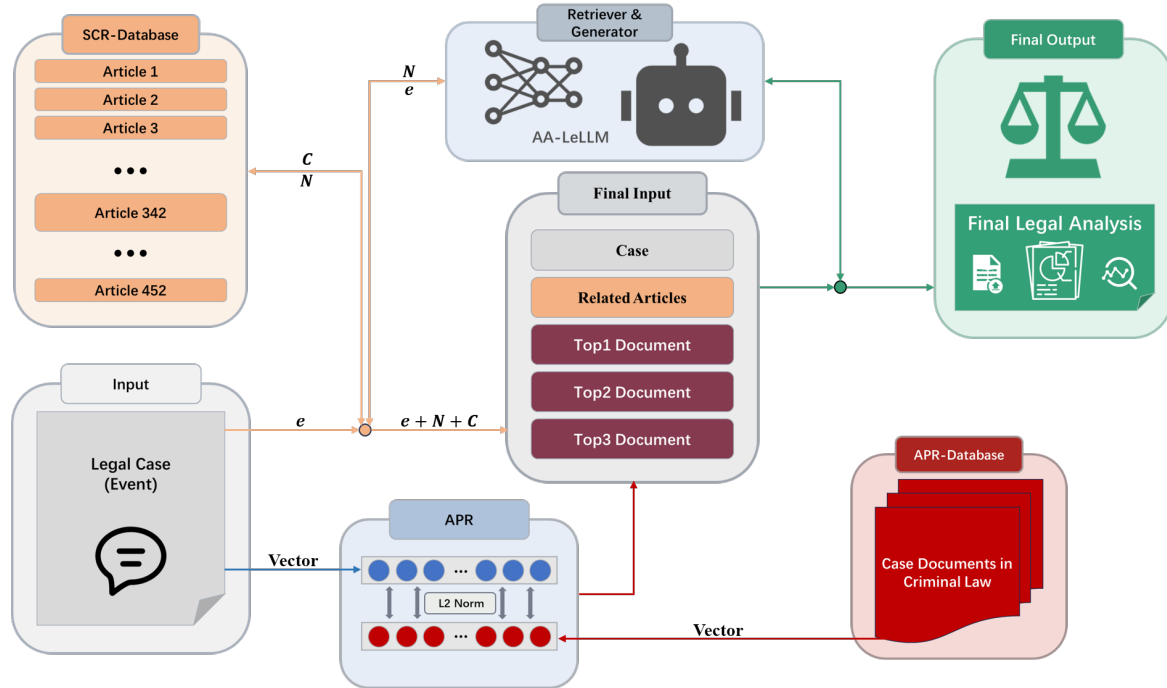 SCR-Database
Article 1
Article 2
Article 3
•••
Article 342
•••
Article 452
Retriever &
Generator
N
e
AA-LeLLM
C
N
Final Output
Final Legal Analysis
Final Input
Case
Related Articles
Top1 Document
Top2 Document
Top3 Document
Input
Legal Case
(Event)
e
e + N + C
Vector
APR
...
L2 Norm
...
Vector
APR-Database
Case Documents in
Criminal Law